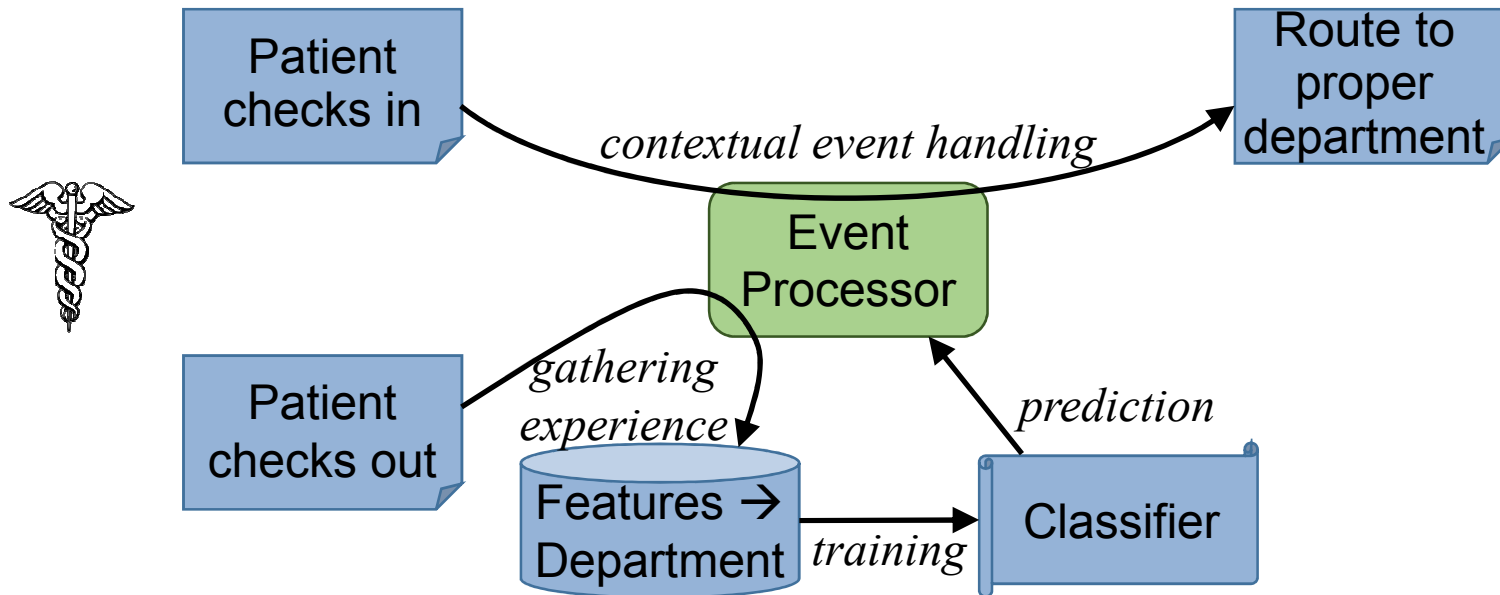 Patient
checks in
contextual event handling
Route to
proper
department
Event
Processor
Patient
checks out
gathering
experience
prediction
Features →
Department
training
Classifier